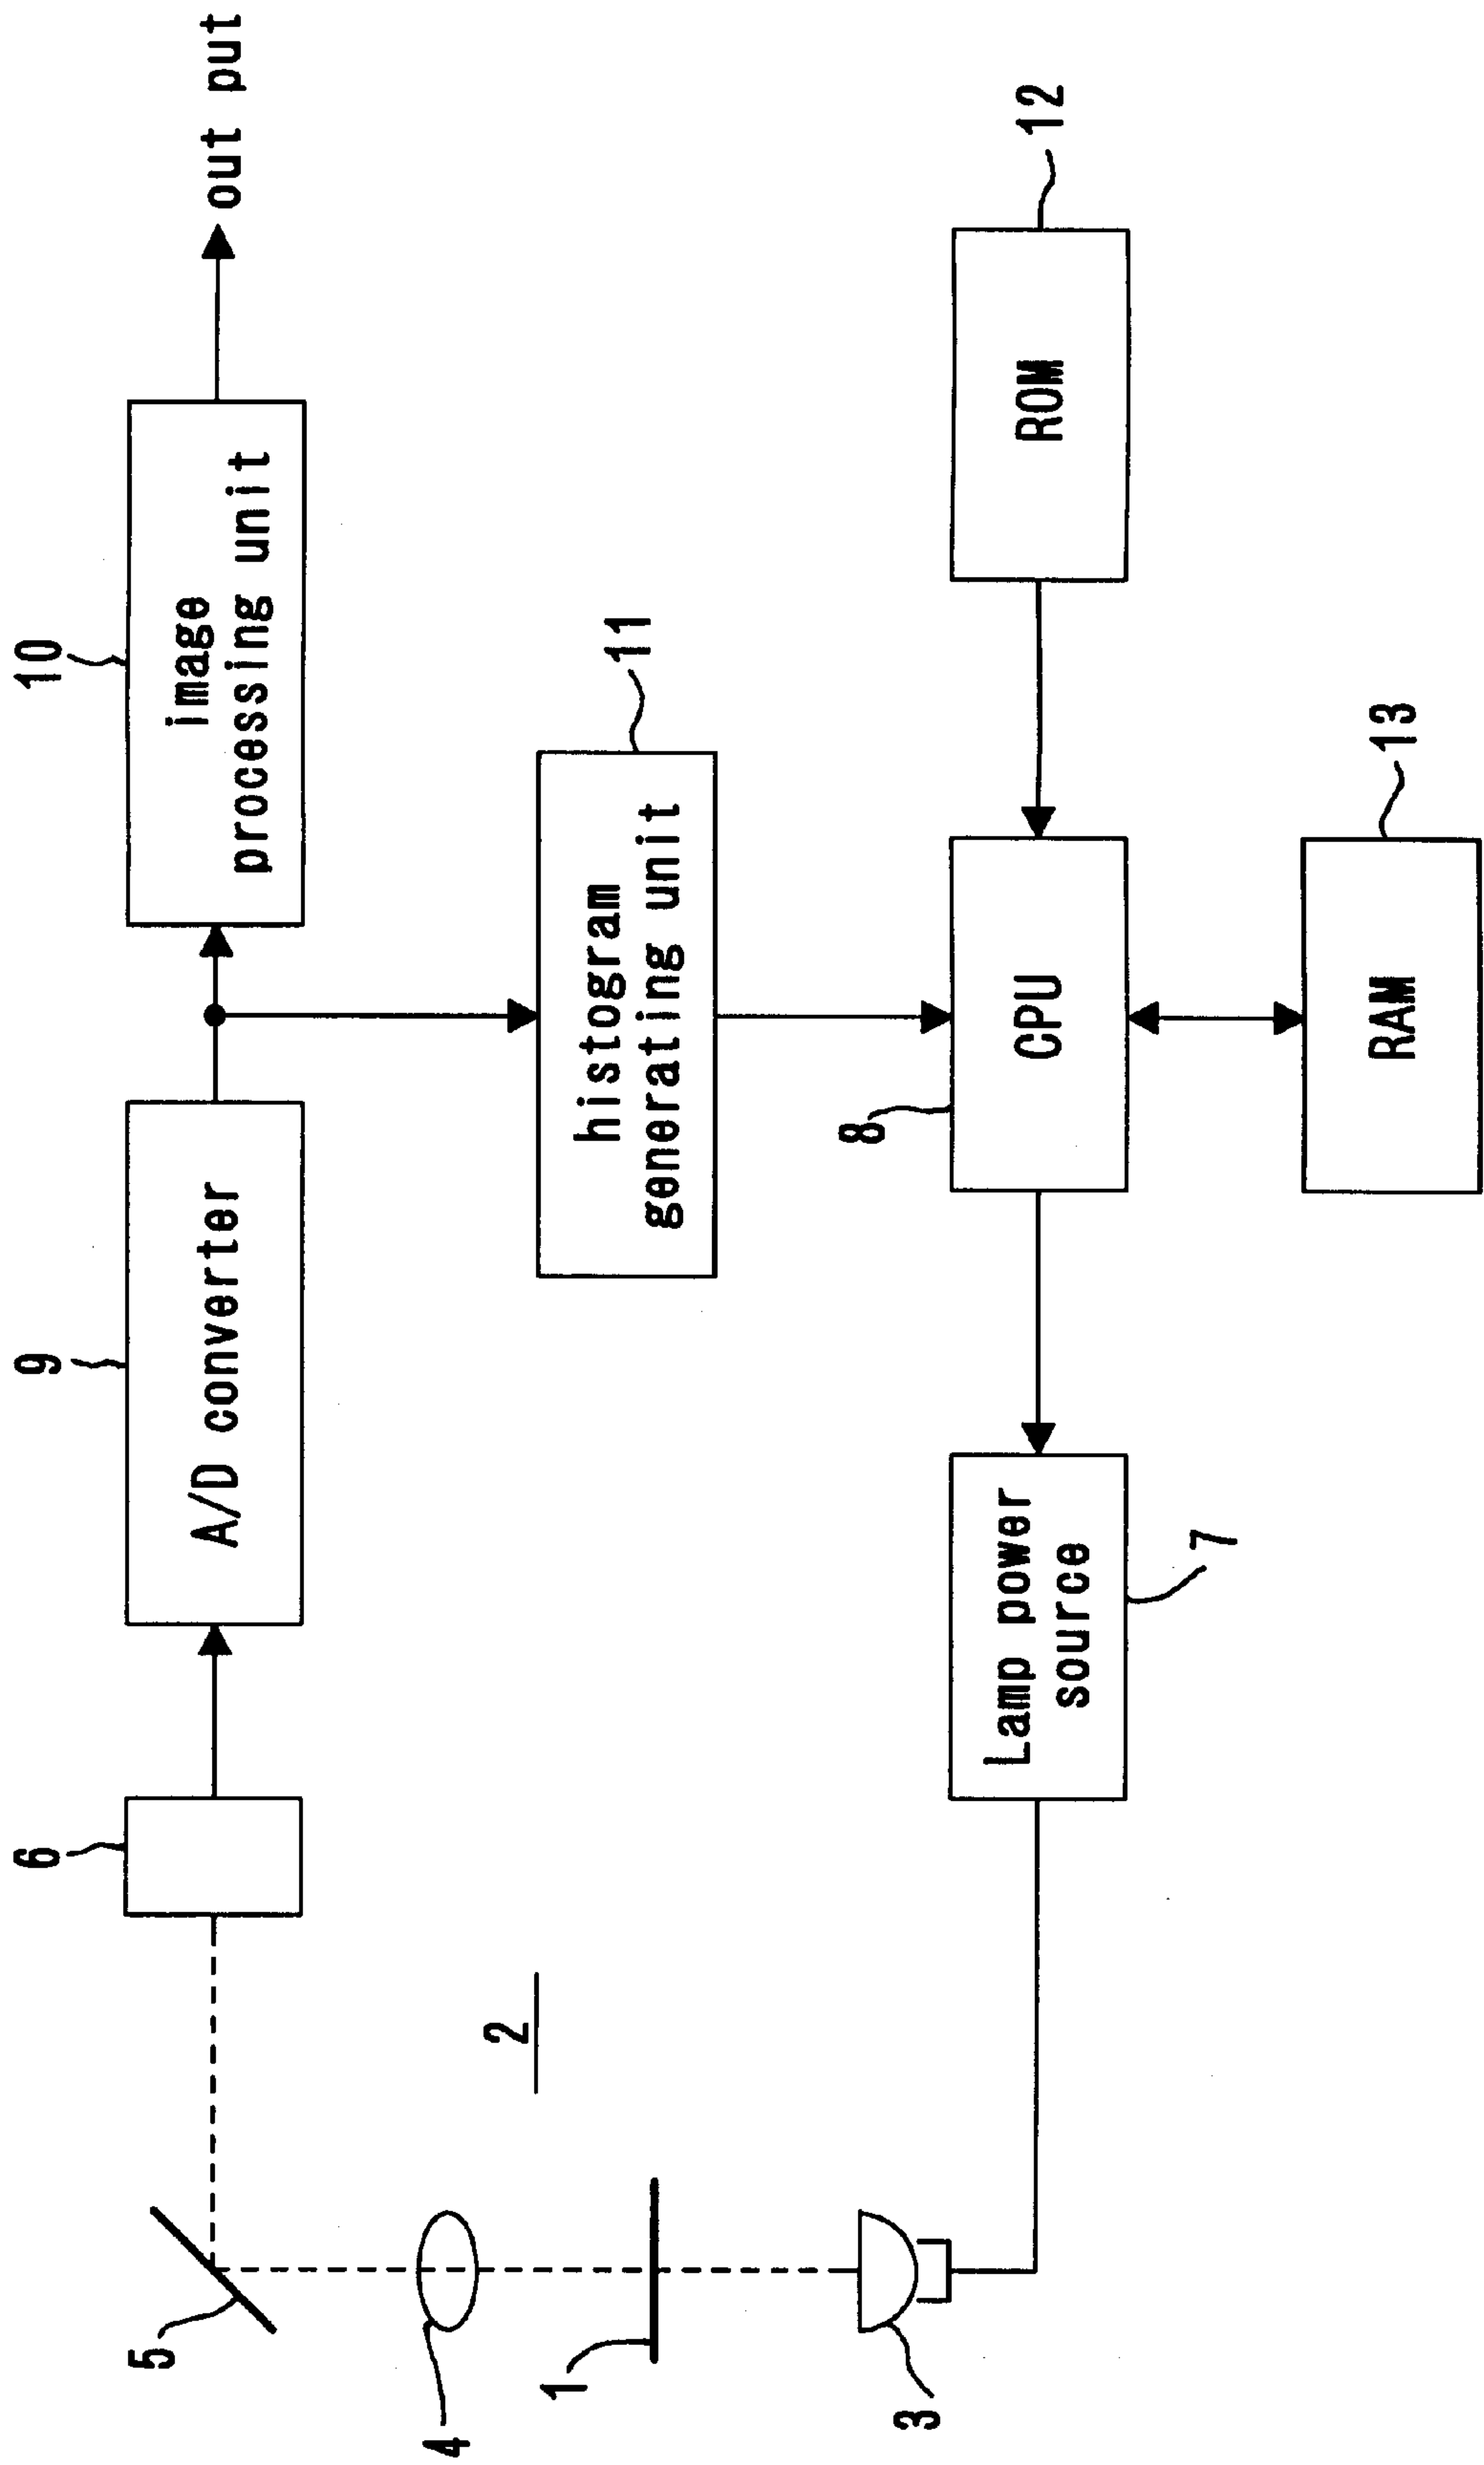 5
6
9
10
A/D converter
image
processing unit
out put
4
2
1
histogram
generating unit
11
3
Lamp power
source
7
8
CPU
ROM
12
RAM
13